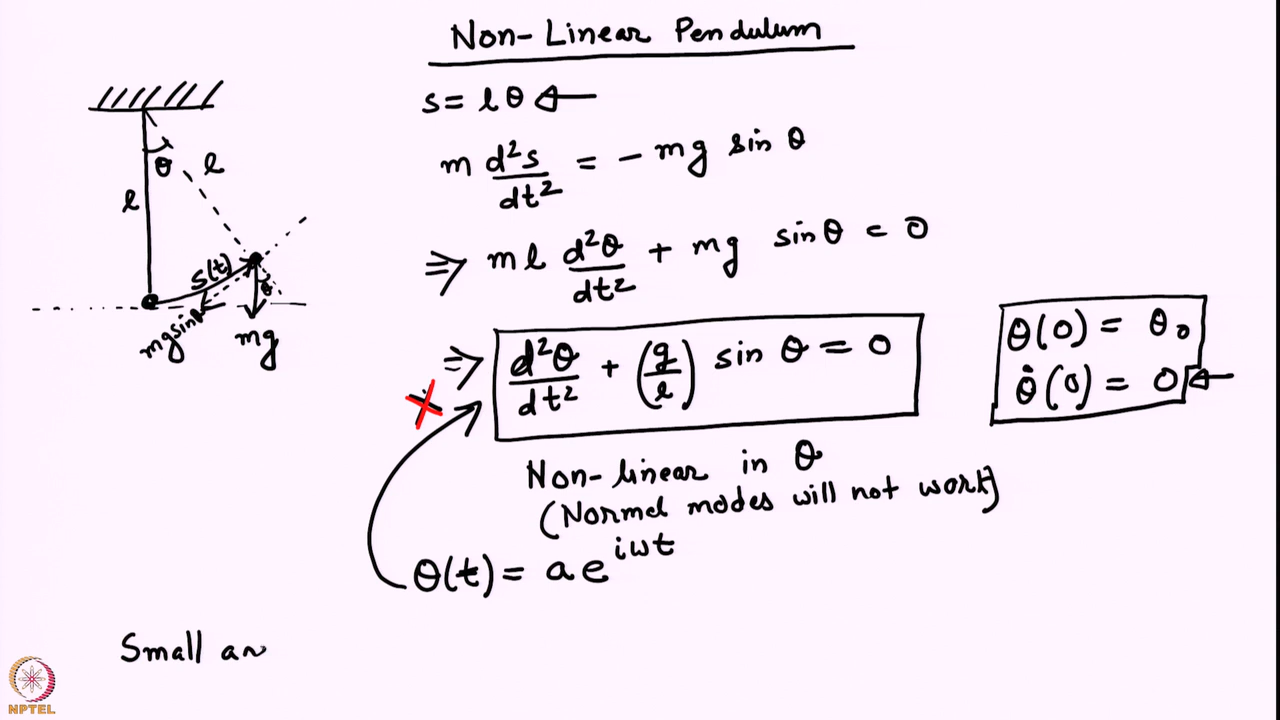 Non-Linear Pendulum
s = lθ
m d²s/dt² = - mg sin θ
⇒ ml d²θ/dt² + mg sin θ = 0
⇒ d²θ/dt² + (g/l) sin θ = 0
θ(0) = θ₀
θ̇(0) = 0
Non-linear in θ
(Normal modes will not work)
θ(t) = a e^{iωt}
θ
l
l
s(t)
θ
mg sinθ
mg
Small an
NPTEL